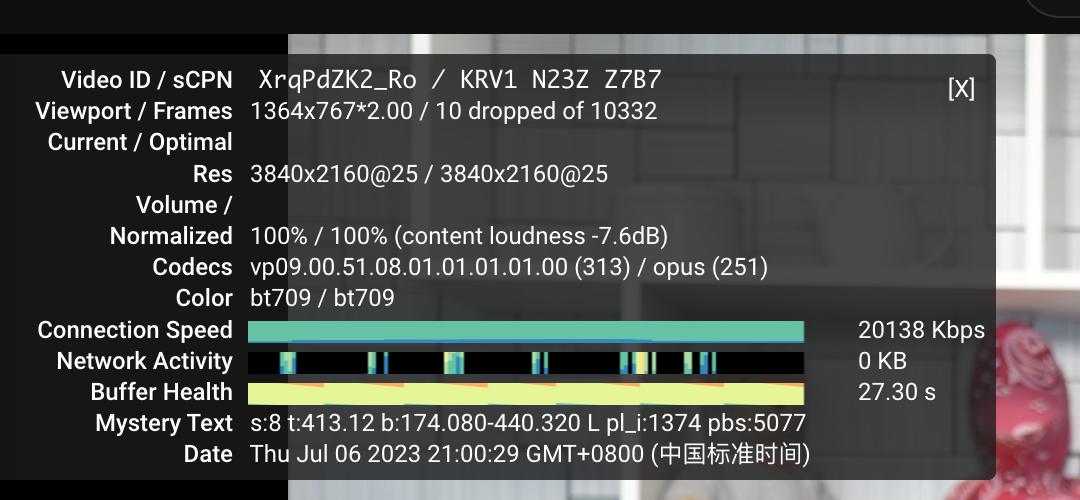 Video ID / sCPN XrqPdZK2_Ro / KRV1 N23Z Z7B7
[X]
Viewport / Frames 1364x767*2.00 / 10 dropped of 10332
Current / Optimal
Res 3840x2160@25 / 3840x2160@25
Volume /
Normalized 100% / 100% (content loudness -7.6dB)
Codecs vp09.00.51.08.01.01.01.01.00 (313) / opus (251)
Color bt709 / bt709
Connection Speed 20138 Kbps
Network Activity 0 KB
Buffer Health 27.30 s
Mystery Text s:8 t:413.12 b:174.080-440.320 L pl_i:1374 pbs:5077
Date Thu Jul 06 2023 21:00:29 GMT+0800 (中国标准时间)